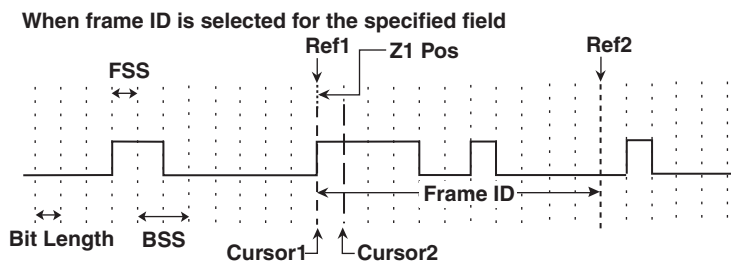 When frame ID is selected for the specified field
Ref1
Z1 Pos
Ref2
FSS
Frame ID
Bit Length
BSS
Cursor1
Cursor2